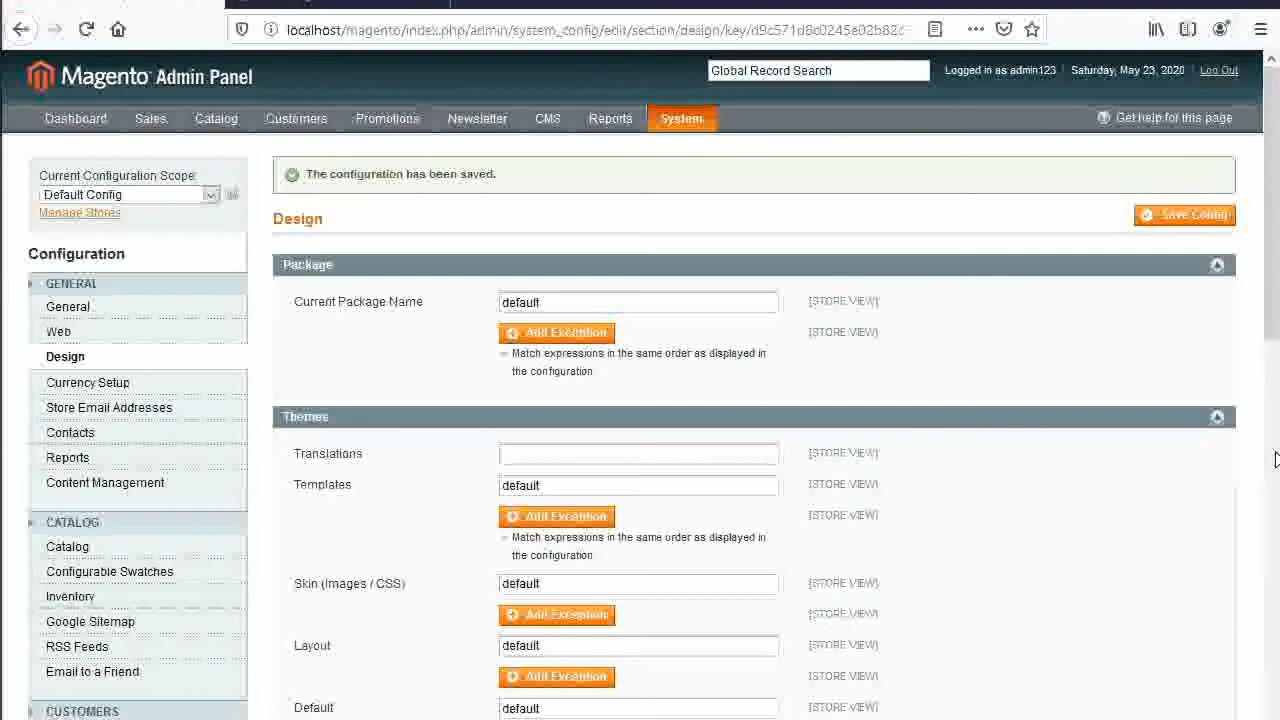 localhost/magento/index.php/admin/system_config/edit/section/design/key/d9c571d8c0245e02b82c
Magento Admin Panel
Global Record Search
Logged in as admin123 Saturday, May 23, 2020 Log Out
Dashboard Sales Catalog Customers Promotions Newsletter CMS Reports System
Get help for this page
Current Configuration Scope:
Default Config
Manage Stores
Configuration
GENERAL
General
Web
Design
Currency Setup
Store Email Addresses
Contacts
Reports
Content Management
CATALOG
Catalog
Configurable Swatches
Inventory
Google Sitemap
RSS Feeds
Email to a Friend
CUSTOMERS
The configuration has been saved.
Design
Save Config
Package
Current Package Name default [STORE VIEW]
Add Exception [STORE VIEW]
Match expressions in the same order as displayed in
the configuration
Themes
Translations [STORE VIEW]
Templates default [STORE VIEW]
Add Exception [STORE VIEW]
Match expressions in the same order as displayed in
the configuration
Skin (Images / CSS) default [STORE VIEW]
Add Exception [STORE VIEW]
Layout default [STORE VIEW]
Add Exception [STORE VIEW]
Default default [STORE VIEW]